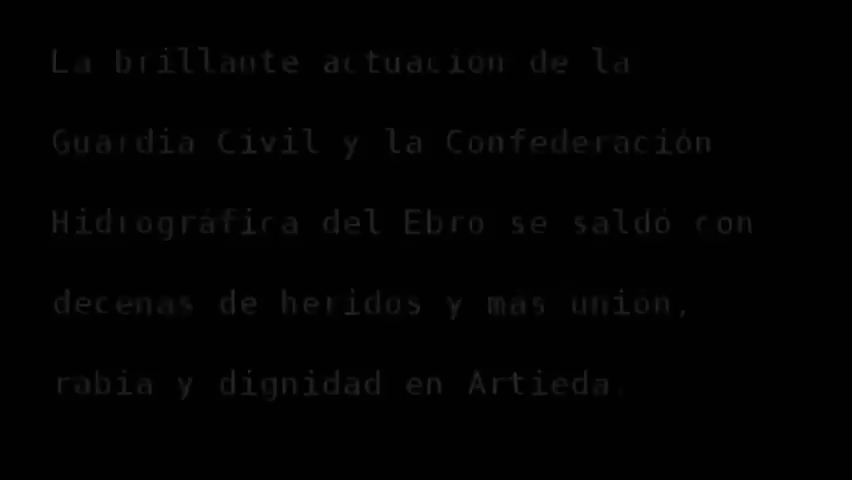 La brillante actuación de la
Guardia Civil y la Confederación
Hidrográfica del Ebro se saldó con
decenas de heridos y más unión,
rabia y dignidad en Artieda.